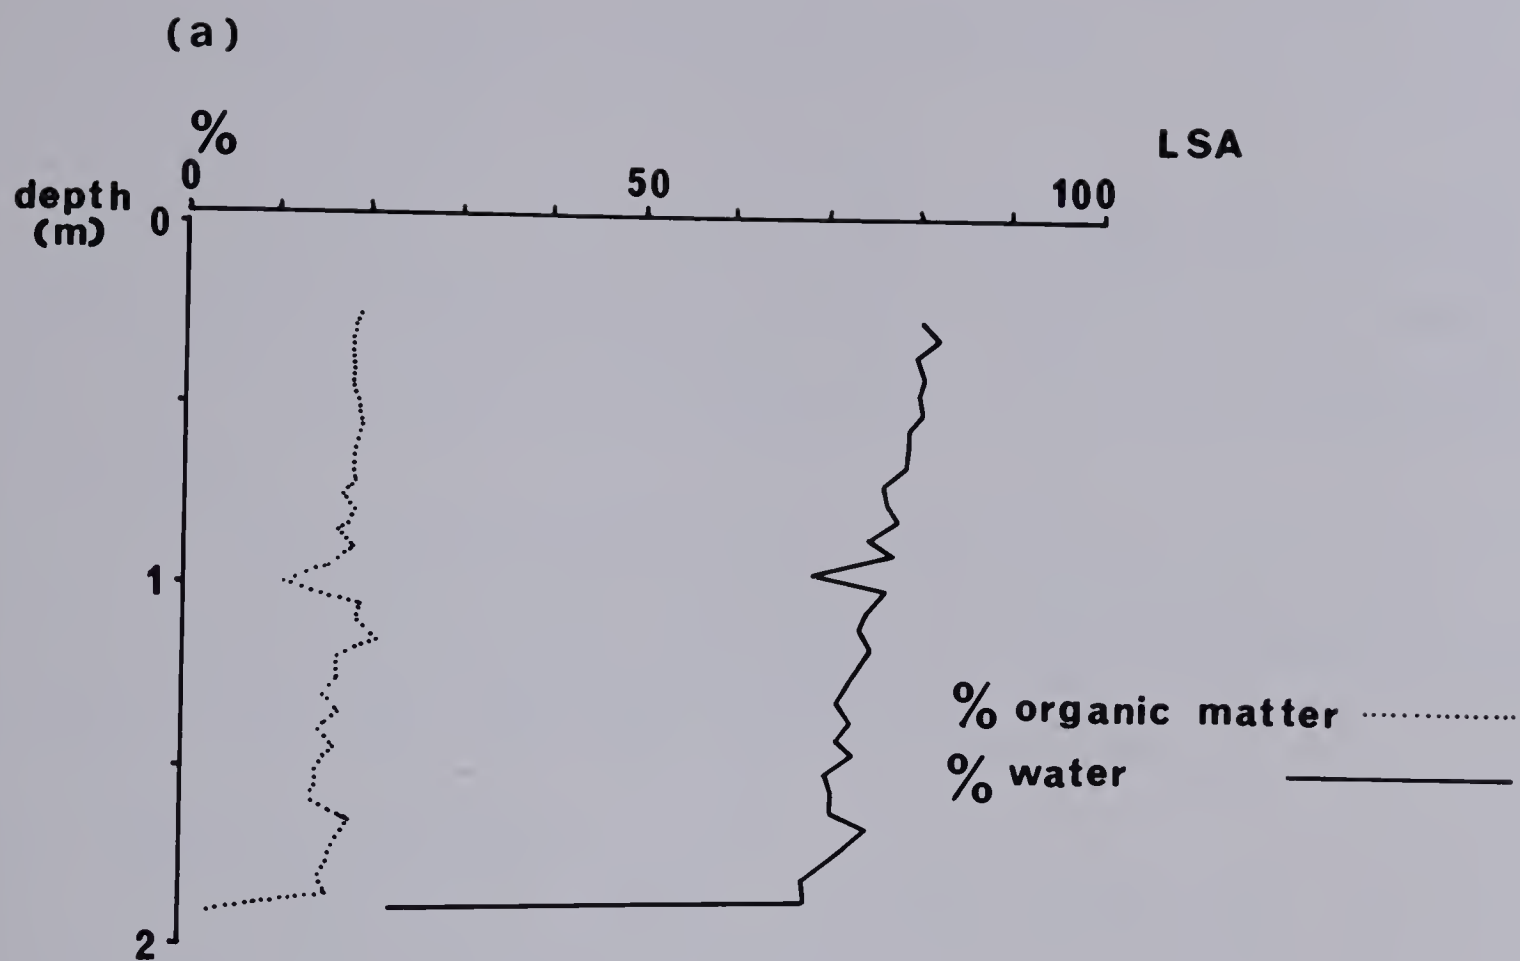 (a)
%
LSA
0 50 100
depth
(m)
0
1
% organic matter
% water
2